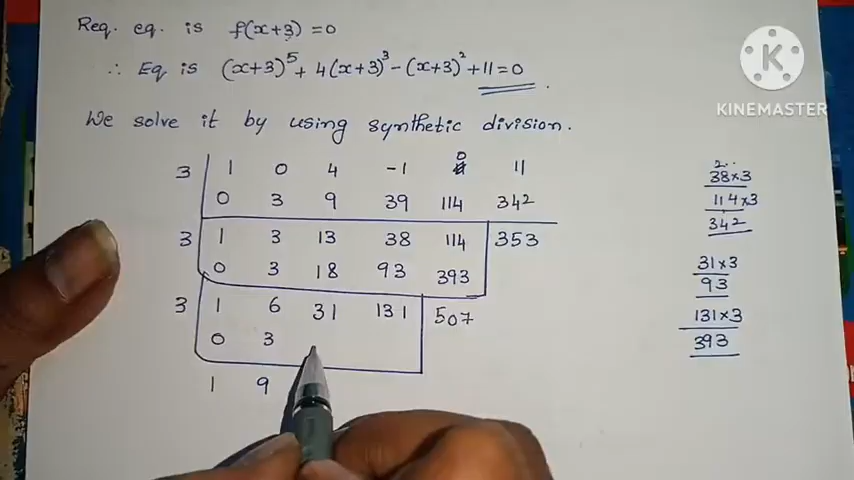 Req. eq. is f(x+3)=0
∴ Eq is (x+3)⁵+4(x+3)³-(x+3)²+11=0
We solve it by using synthetic division.
3 1 0 4 -1 0 11
0 3 9 39 114 342
3 1 3 13 38 114 353
0 3 18 93 393
3 1 6 31 131 507
0 3
1 9
38×3
114×3
342
31×3
93
131×3
393
KINEMASTER